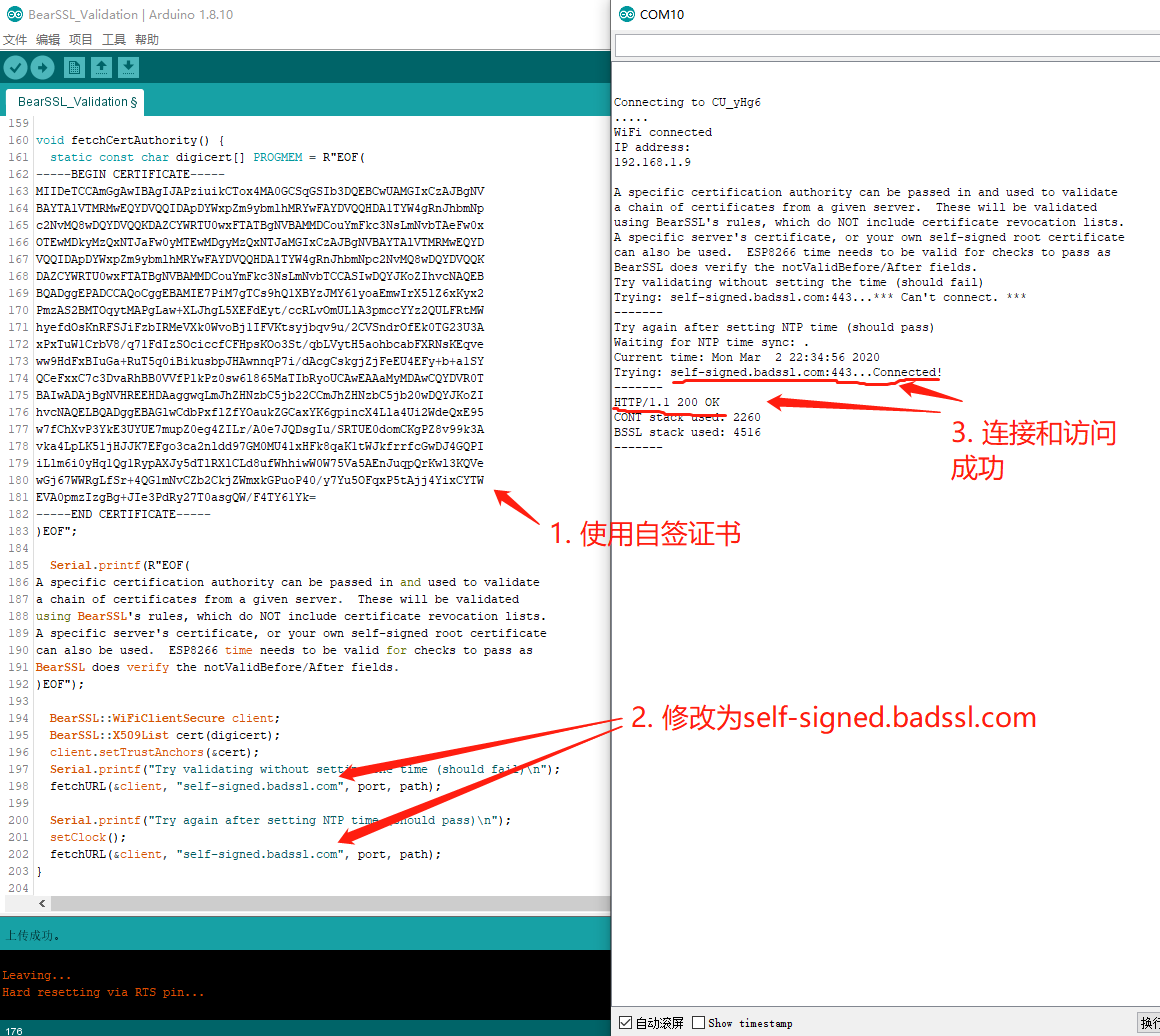 BearSSL_Validation | Arduino 1.8.10
文件 编辑 项目 工具 帮助
BearSSL_Validation §
159
160 void fetchCertAuthority() {
161   static const char digicert[] PROGMEM = R"EOF(
162 -----BEGIN CERTIFICATE-----
163 MIIDeTCCAmGgAwIBAgIJAPziuikCTox4MA0GCSqGSIb3DQEBCwUAMGIxCzAJBgNV
164 BAYTAlVTMRMwEQYDVQQIDApDYWxpZm9ybmlhMRYwFAYDVQQHDA1TYW4gRnJhbmNp
165 c2NvMQ8wDQYDVQQKDAZCYWRTU0wxFTATBgNVBAMMDCouYmFkc3NsLmNvbTAeFw0x
166 OTEwMDkyMzQxNTJaFw0yMTEwMDgyMzQxNTJaMGIxCzAJBgNVBAYTAlVTMRMwEQYD
167 VQQIDApDYWxpZm9ybmlhMRYwFAYDVQQHDA1TYW4gRnJhbmNpc2NvMQ8wDQYDVQQK
168 DAZCYWRTU0wxFTATBgNVBAMMDCouYmFkc3NsLmNvbTCCASIwDQYJKoZIhvcNAQEB
169 BQADggEPADCCAQoCggEBAMIE7PiM7gTCs9hQ1XBYzJMY61yoaEmwIrX5lZ6xKyx2
170 PmzAS2BMTOqytMAPgLaw+XLJhgL5XEFdEyt/ccRLvOmULlA3pmccYYz2QULFRtMW
171 hyefdOsKnRFSJiFzbIRMeVXk0WvoBj1IFVKtsyjbqv9u/2CVSndrOfEk0TG23U3A
172 xPxTuW1CrbV8/q71FdIzSOciccfCFHpsKOo3St/qbLVytH5aohbcabFXRNsKEqve
173 ww9HdFxBIuGa+RuT5q0iBikusbpJHAwnnqP7i/dAcgCskgjZjFeEU4EFy+b+a1SY
174 QCeFxxC7c3DvaRhBB0VVfPlkPz0sw6l865MaTIbRyoUCAwEAAaMyMDAwCQYDVR0T
175 BAIwADAjBgNVHREEHDAaggwqLmJhZHNzbC5jb22CCmJhZHNzbC5jb20wDQYJKoZI
176 hvcNAQELBQADggEBAGlwCdbPxflZfYOaukZGCaxYK6gpincX4Lla4Ui2WdeQxE95
177 w7fChXvP3YkE3UYUE7mupZ0eg4ZILr/A0e7JQDsgIu/SRTUE0domCKgPZ8v99k3A
178 vka4LpLK51jHJJK7EFgo3ca2nldd97GM0MU41xHFk8qaK1tWJkfrrfcGwDJ4GQPI
179 iLlm6i0yHq1Qg1RypAXJy5dTlRXlCLd8ufWhhiwW0W75Va5AEnJuqpQrKwl3KQVe
180 wGj67WWRgLfSr+4QG1mNvCZb2CkjZWmxkGPuoP40/y7Yu5OFqxP5tAjj4YixCYTW
181 EVA0pmzIzgBg+JIe3PdRy27T0asgQW/F4TY61Yk=
182 -----END CERTIFICATE-----
183 )EOF";
184
185   Serial.printf(R"EOF(
186 A specific certification authority can be passed in and used to validate
187 a chain of certificates from a given server.  These will be validated
188 using BearSSL's rules, which do NOT include certificate revocation lists.
189 A specific server's certificate, or your own self-signed root certificate
190 can also be used.  ESP8266 time needs to be valid for checks to pass as
191 BearSSL does verify the notValidBefore/After fields.
192 )EOF");
193
194   BearSSL::WiFiClientSecure client;
195   BearSSL::X509List cert(digicert);
196   client.setTrustAnchors(&cert);
197   Serial.printf("Try validating without setting the time (should fail)\n");
198   fetchURL(&client, "self-signed.badssl.com", port, path);
199
200   Serial.printf("Try again after setting NTP time (should pass)\n");
201   setClock();
202   fetchURL(&client, "self-signed.badssl.com", port, path);
203 }
204
上传成功。
Leaving...
Hard resetting via RTS pin...
176
COM10
Connecting to CU_yHg6
.....
WiFi connected
IP address:
192.168.1.9
A specific certification authority can be passed in and used to validate
a chain of certificates from a given server.  These will be validated
using BearSSL's rules, which do NOT include certificate revocation lists.
A specific server's certificate, or your own self-signed root certificate
can also be used.  ESP8266 time needs to be valid for checks to pass as
BearSSL does verify the notValidBefore/After fields.
Try validating without setting the time (should fail)
Trying: self-signed.badssl.com:443...*** Can't connect. ***
-------
Try again after setting NTP time (should pass)
Waiting for NTP time sync: .
Current time: Mon Mar  2 22:34:56 2020
Trying: self-signed.badssl.com:443...Connected!
-------
HTTP/1.1 200 OK
CONT stack used: 2260
BSSL stack used: 4516
-------
3. 连接和访问
成功
1. 使用自签证书
2. 修改为self-signed.badssl.com
自动滚屏 Show timestamp
换行